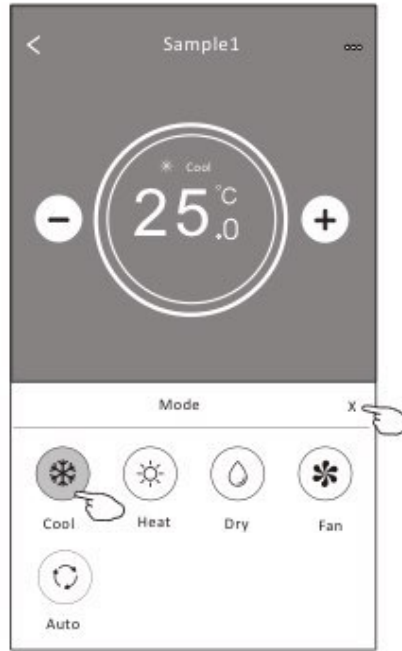 Sample1
Cool
25.0 °C
Mode X
Cool Heat Dry Fan
Auto